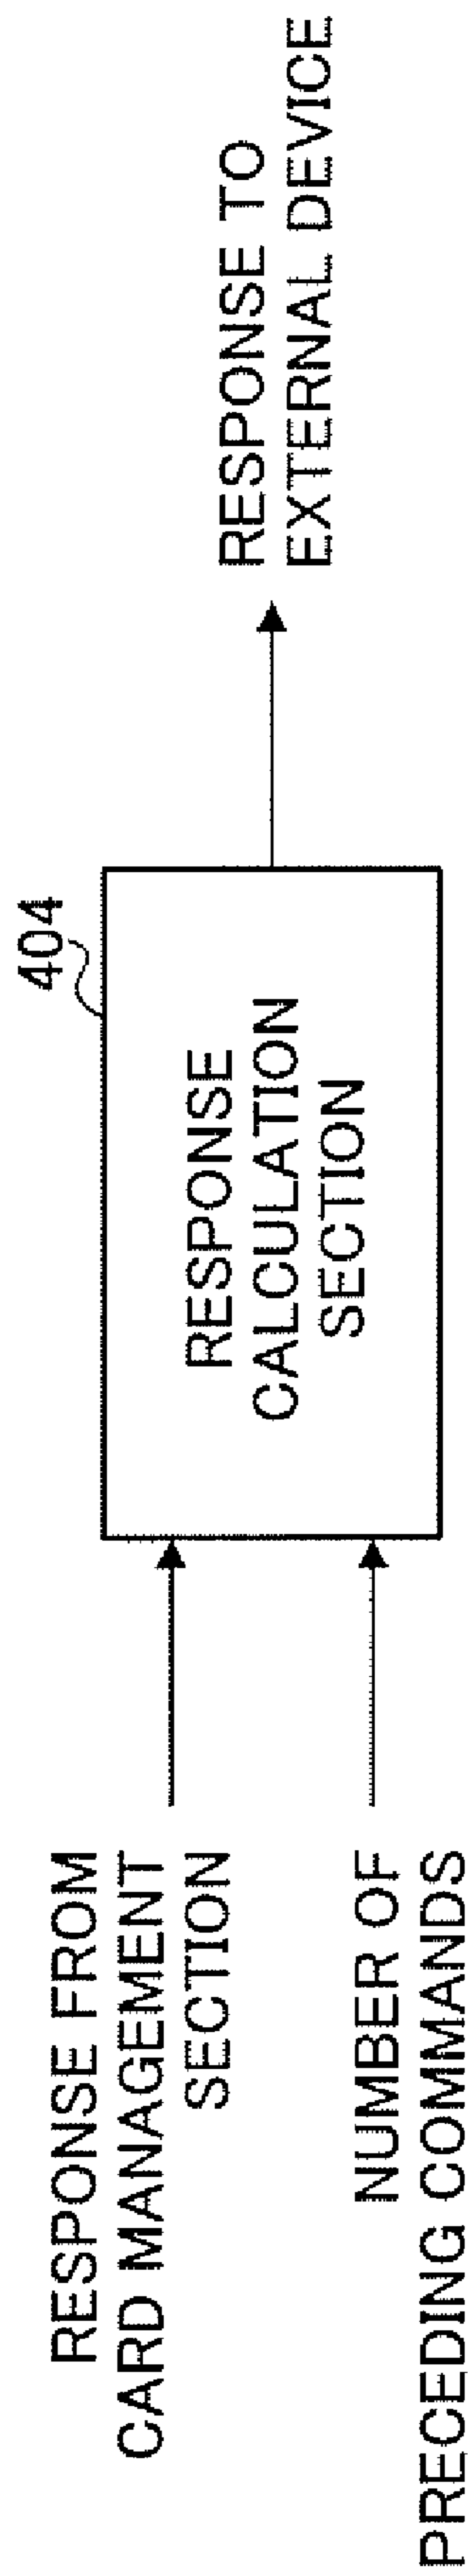 RESPONSE FROM
CARD MANAGEMENT
SECTION
NUMBER OF
PRECEDING COMMANDS
404
RESPONSE
CALCULATION
SECTION
RESPONSE TO
EXTERNAL DEVICE